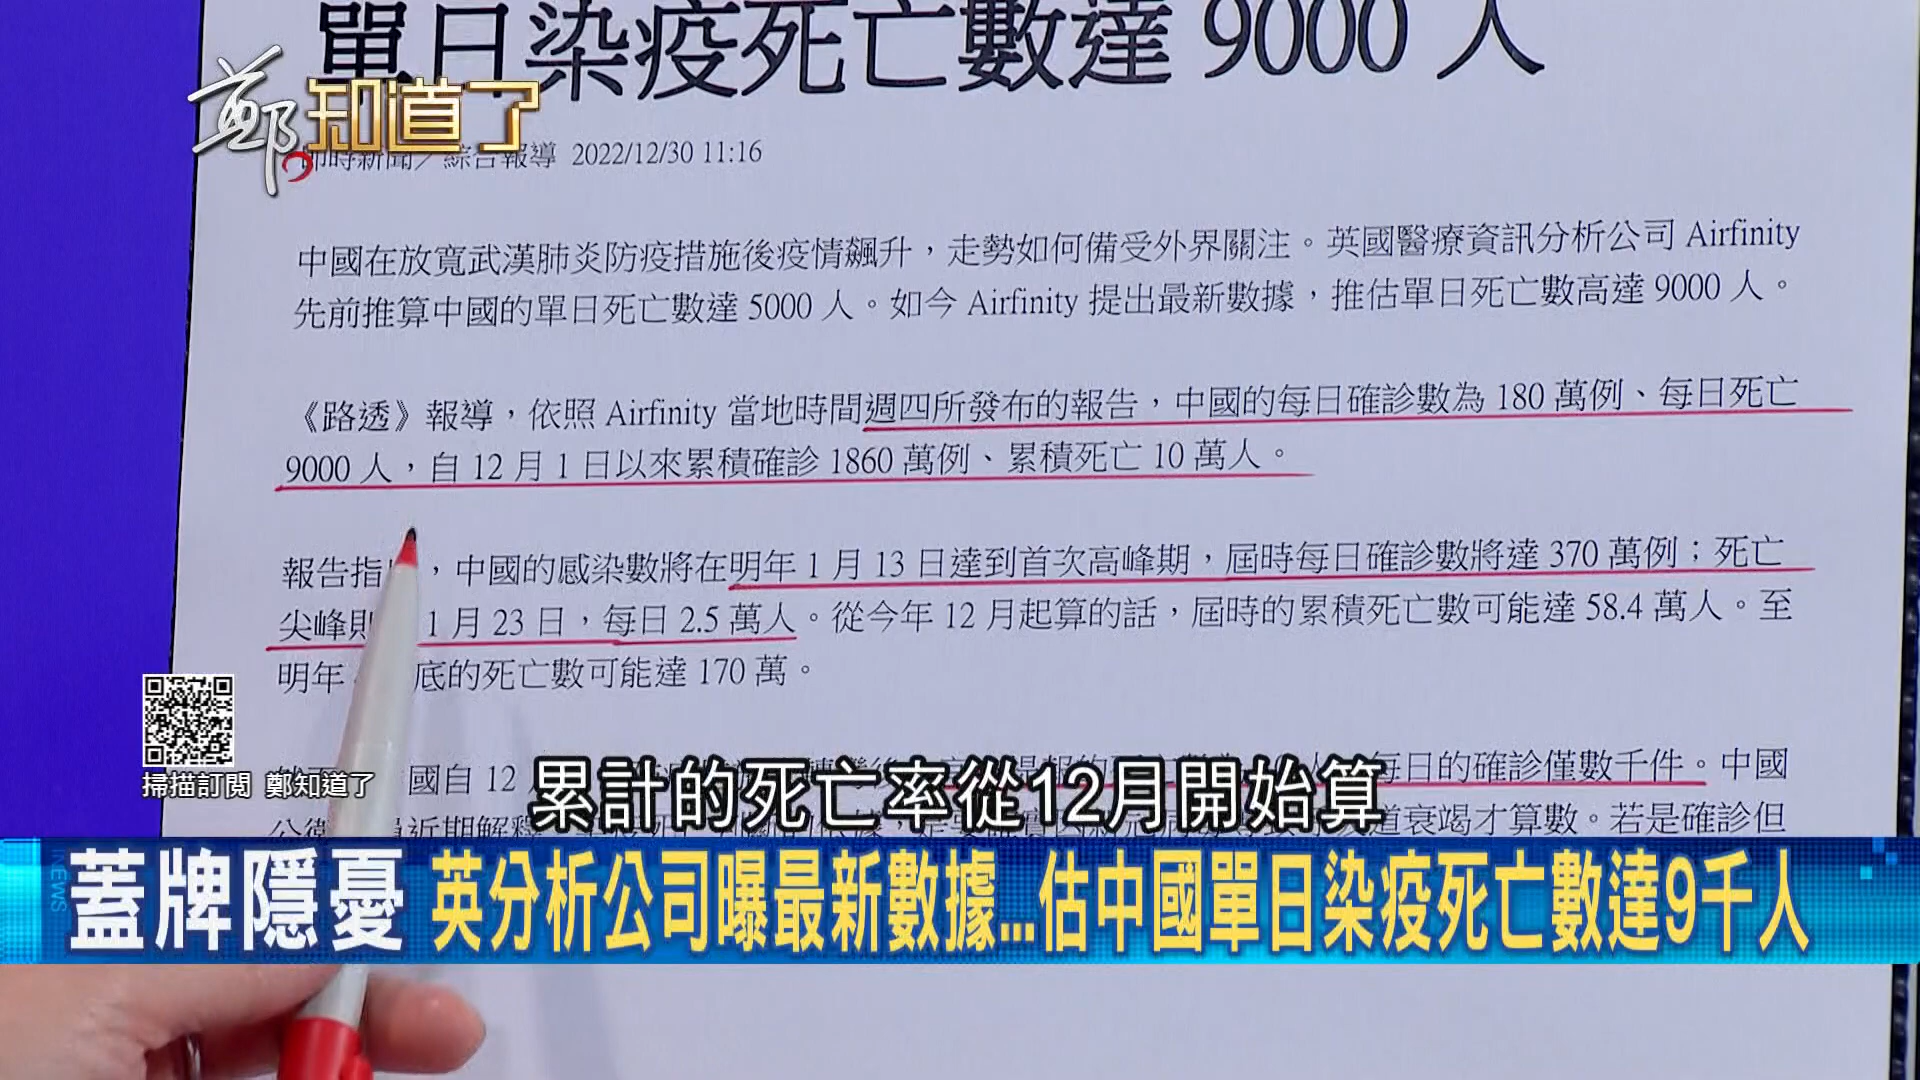 單日染疫死亡數達 9000 人
鄭知道了
即時新聞／綜合報導 2022/12/30 11:16
中國在放寬武漢肺炎防疫措施後疫情飆升，走勢如何備受外界關注。英國醫療資訊分析公司 Airfinity
先前推算中國的單日死亡數達 5000 人。如今 Airfinity 提出最新數據，推估單日死亡數高達 9000 人。
《路透》報導，依照 Airfinity 當地時間週四所發布的報告，中國的每日確診數為 180 萬例、每日死亡
9000 人，自 12 月 1 日以來累積確診 1860 萬例、累積死亡 10 萬人。
報告指，中國的感染數將在明年 1 月 13 日達到首次高峰期，屆時每日確診數將達 370 萬例；死亡
尖峰則 1 月 23 日，每日 2.5 萬人。從今年 12 月起算的話，屆時的累積死亡數可能達 58.4 萬人。至
明年 底的死亡數可能達 170 萬。
國自 12 每日的確診僅數千件。中國
掃描訂閱 鄭知道了
累計的死亡率從12月開始算
近期解釋 道衰竭才算數。若是確診但
NEWS
蓋牌隱憂 英分析公司曝最新數據...估中國單日染疫死亡數達9千人